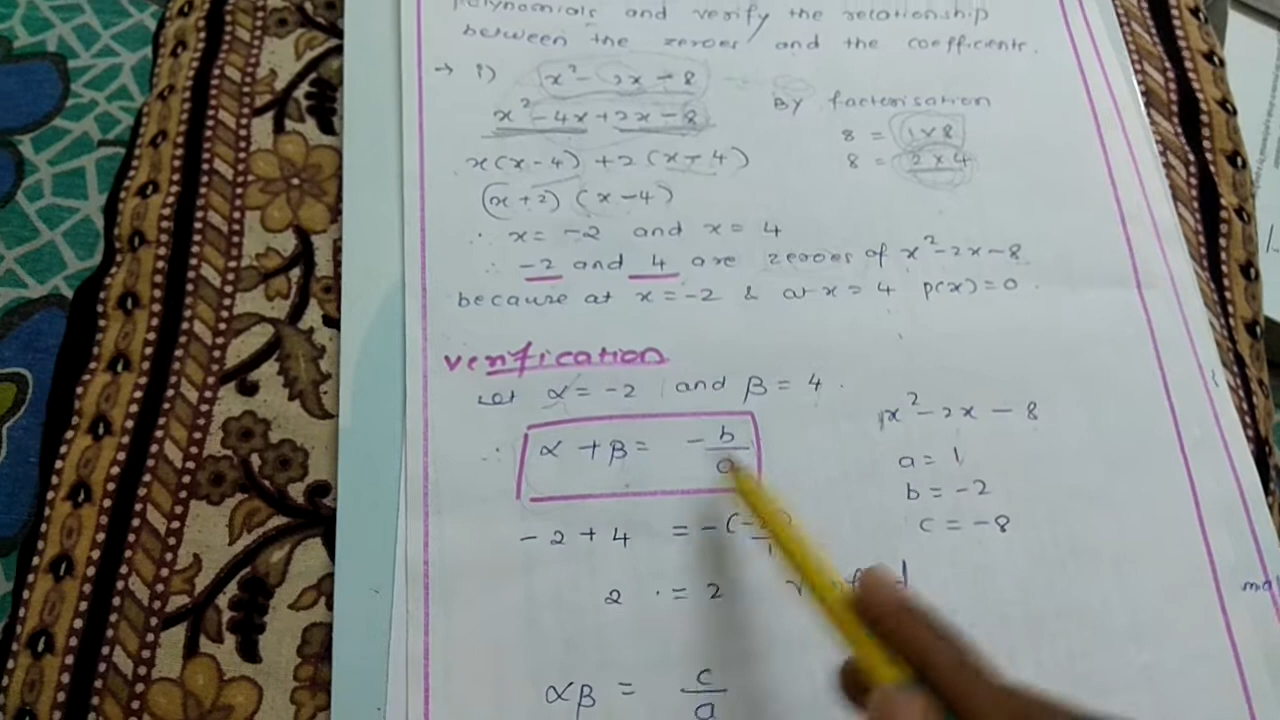 polynomials and verify the relationship
between the zeroes and the coefficients.
→ i) x² - 2x - 8
x² - 4x + 2x - 8
By factorisation
8 = 1 x 8
8 = 2 x 4
x(x-4) + 2(x-4)
(x+2) (x-4)
∴ x = -2 and x = 4
∴ -2 and 4 are zeroes of x² - 2x - 8
because at x = -2 & at x = 4 p(x) = 0.
Verification
Let α = -2 and β = 4.
∴ α + β = -b/a
-2 + 4 = -(-2)/1
2 = 2
αβ = c/a
x² - 2x - 8
a = 1
b = -2
c = -8